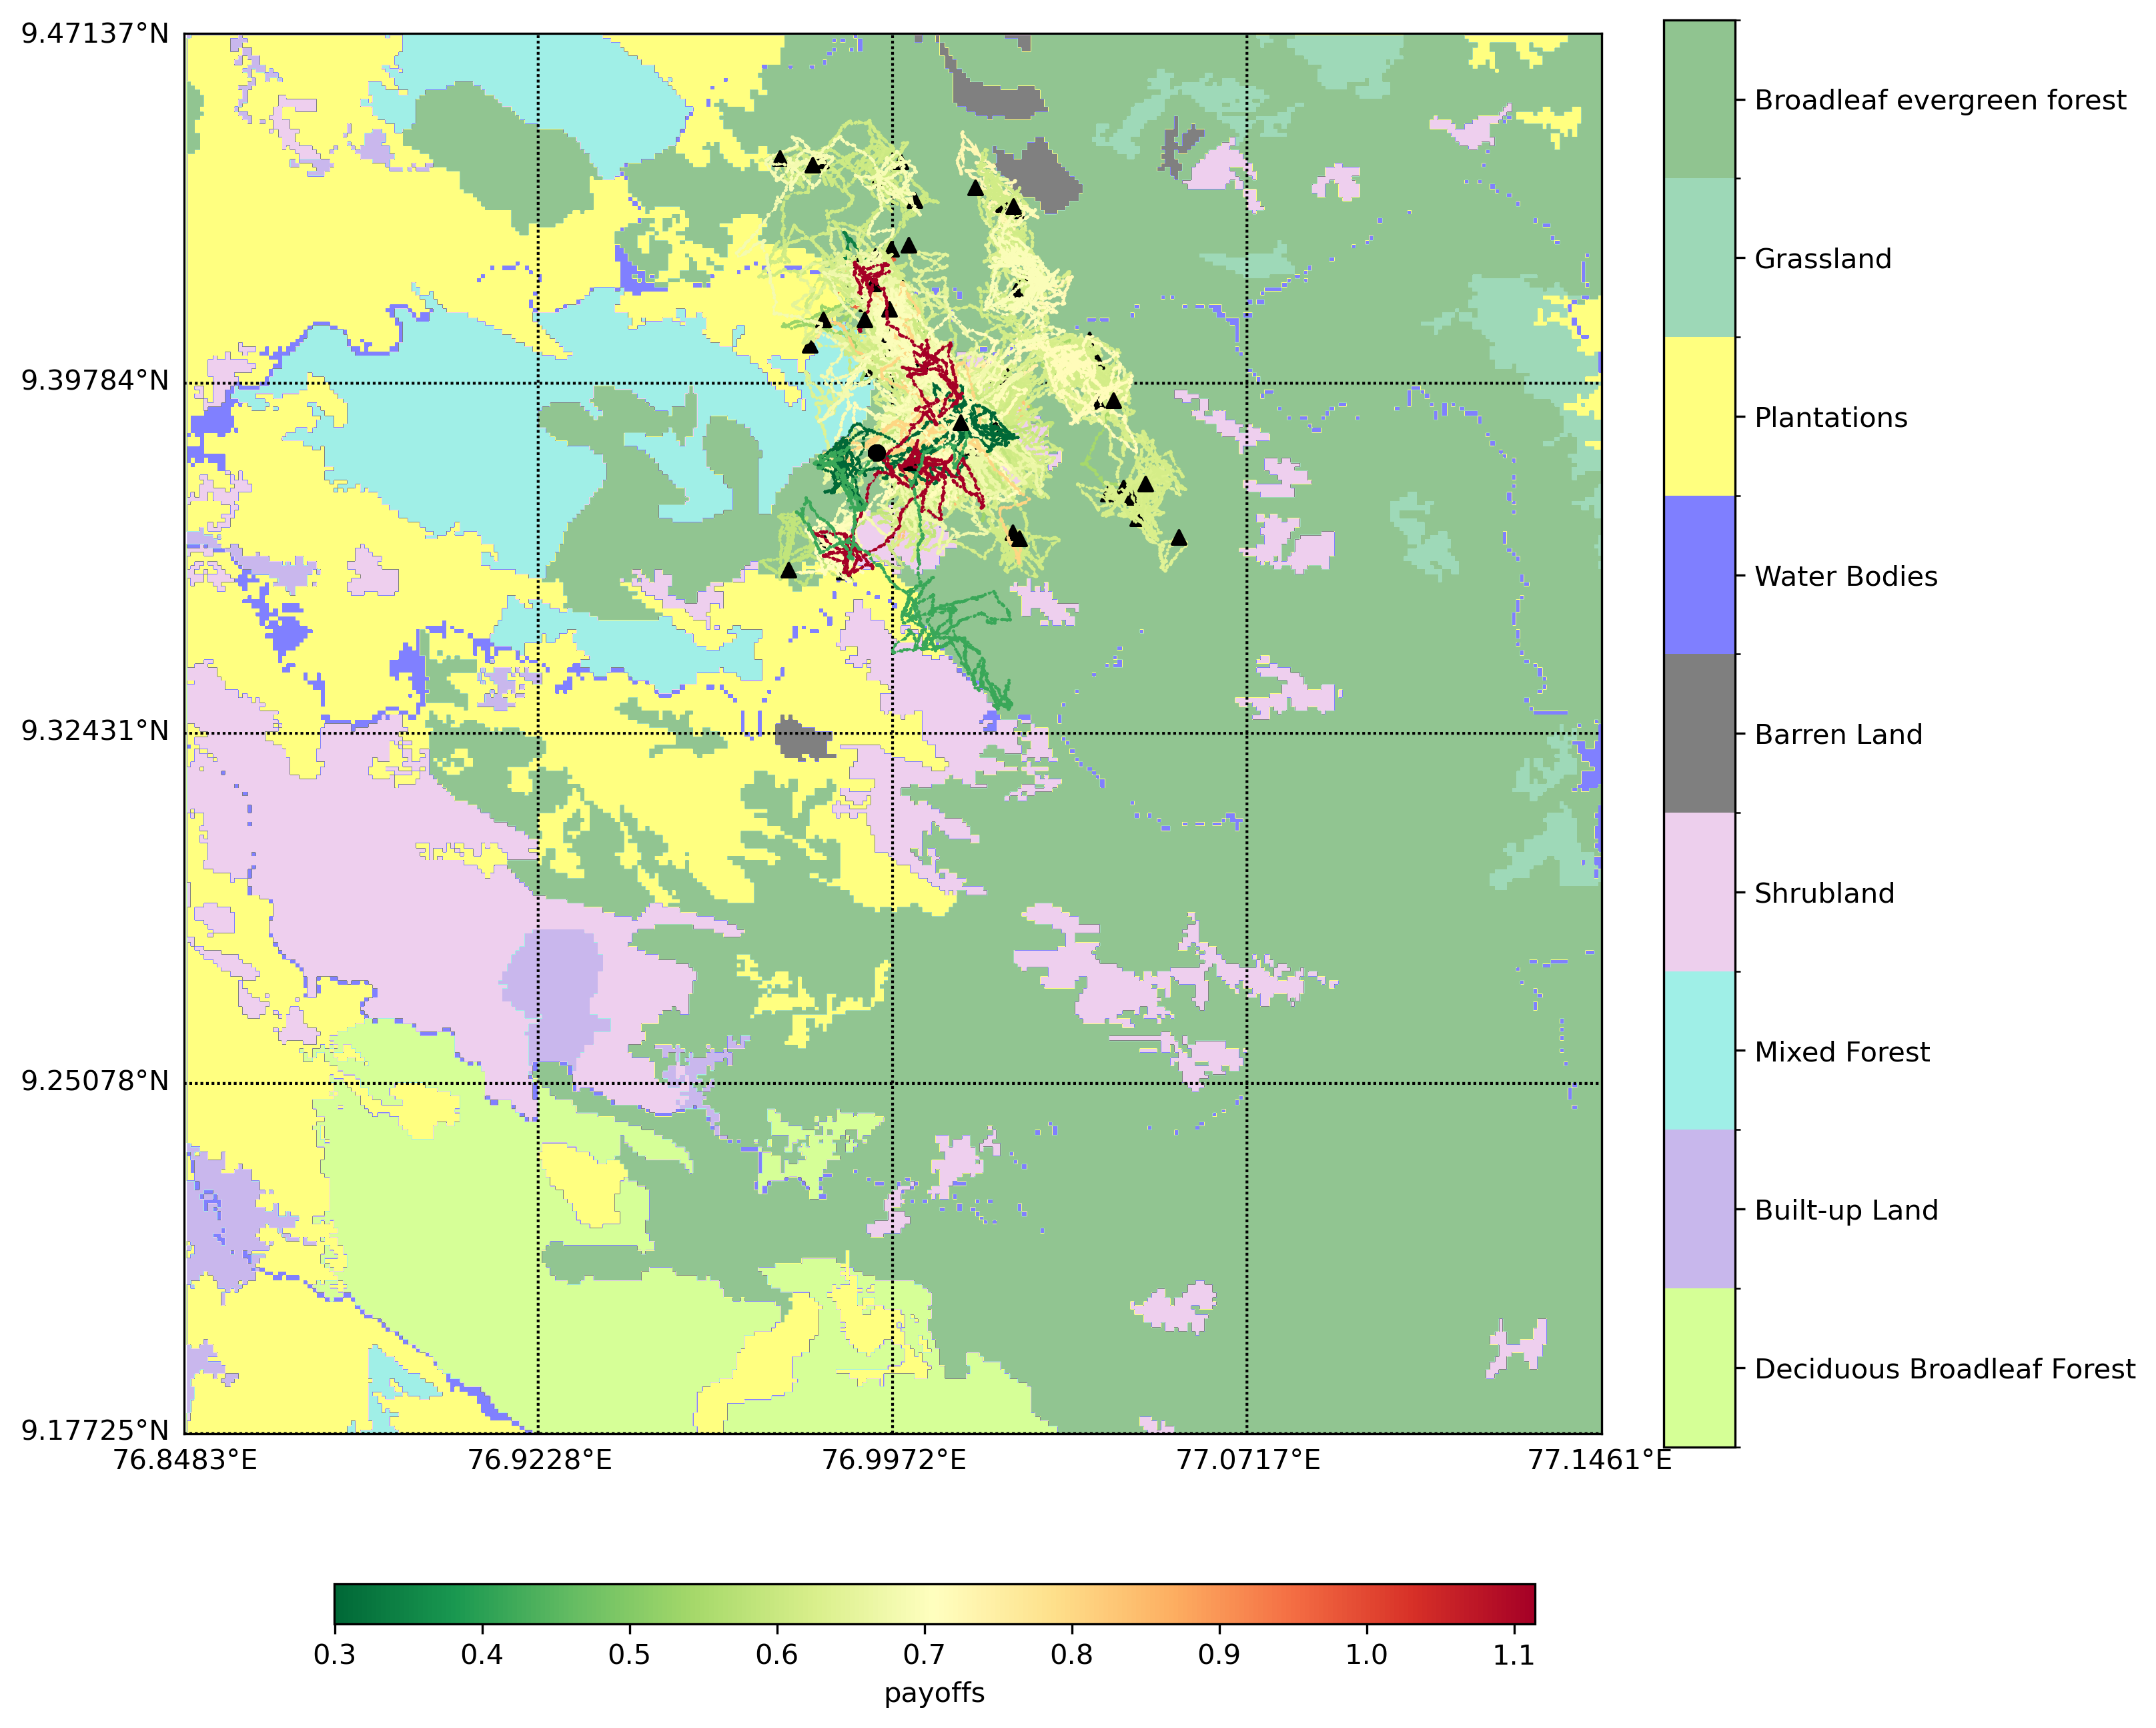 9.47137°N
9.39784°N
9.32431°N
9.25078°N
9.17725°N
76.8483°E
76.9228°E
76.9972°E
77.0717°E
77.1461°E
Broadleaf evergreen forest
Grassland
Plantations
Water Bodies
Barren Land
Shrubland
Mixed Forest
Built-up Land
Deciduous Broadleaf Forest
0.3
0.4
0.5
0.6
0.7
0.8
0.9
1.0
1.1
payoffs